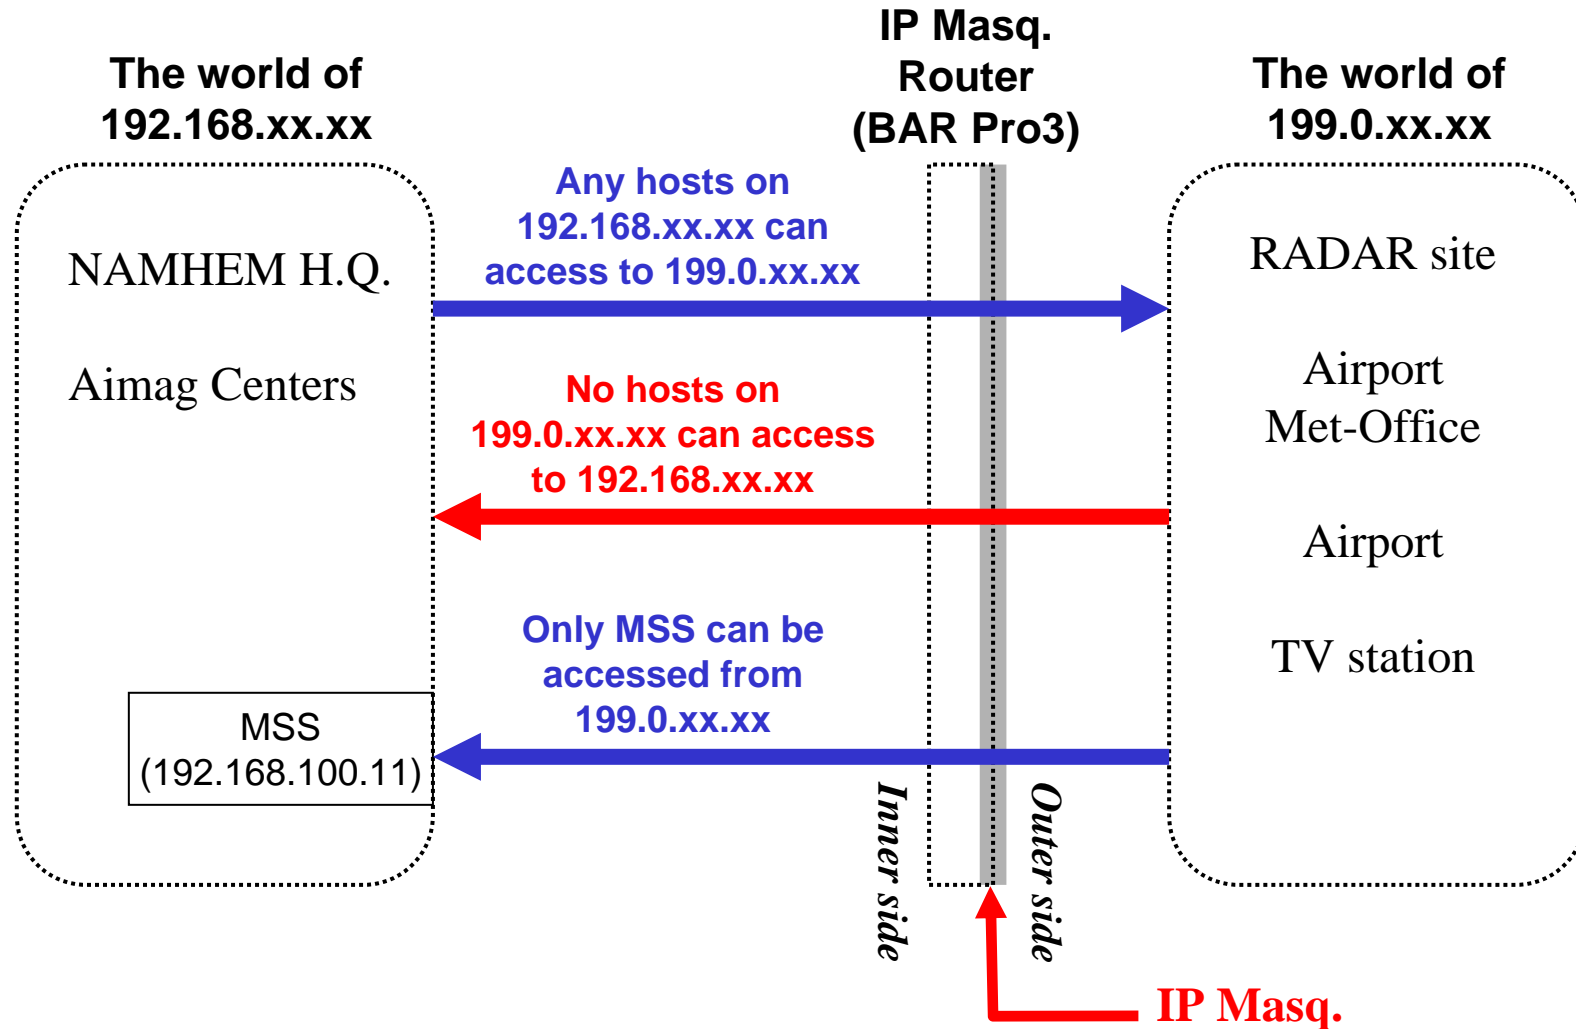 The world of
192.168.xx.xx
IP Masq.
Router
(BAR Pro3)
The world of
199.0.xx.xx
NAMHEM H.Q.
Aimag Centers
MSS
(192.168.100.11)
Any hosts on
192.168.xx.xx can
access to 199.0.xx.xx
No hosts on
199.0.xx.xx can access
to 192.168.xx.xx
Only MSS can be
accessed from
199.0.xx.xx
Inner side
Outer side
RADAR site
Airport
Met-Office
Airport
TV station
IP Masq.